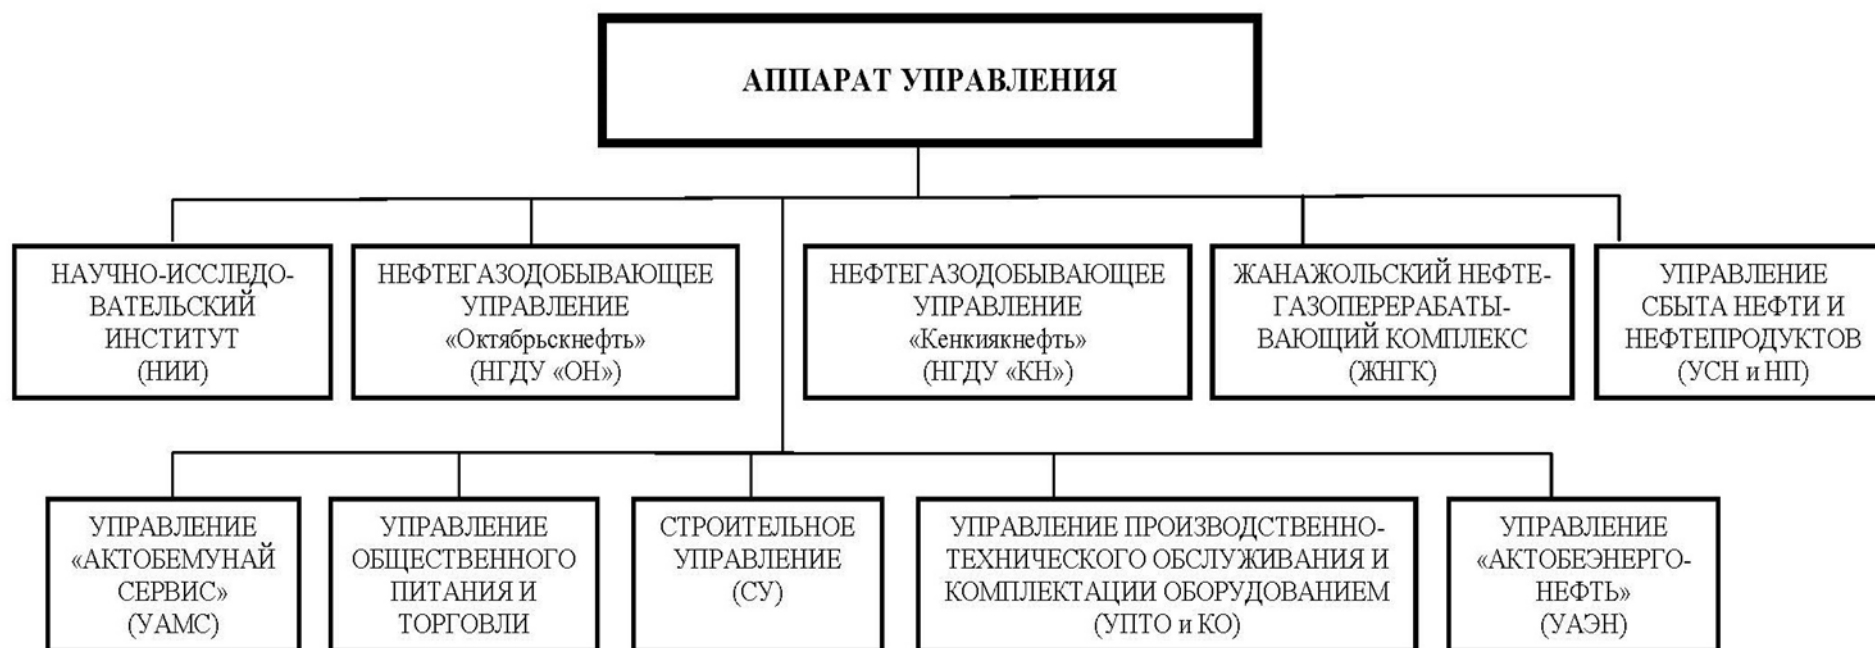 АППАРАТ УПРАВЛЕНИЯ
НАУЧНО-ИССЛЕДО-
ВАТЕЛЬСКИЙ
ИНСТИТУТ
(НИИ)
НЕФТЕГАЗОДОБЫВАЮЩЕЕ
УПРАВЛЕНИЕ
«Октябрьскнефть»
(НГДУ «ОН»)
НЕФТЕГАЗОДОБЫВАЮЩЕЕ
УПРАВЛЕНИЕ
«Кенкиякнефть»
(НГДУ «КН»)
ЖАНАЖОЛЬСКИЙ НЕФТЕ-
ГАЗОПЕРЕРАБАТЫ-
ВАЮЩИЙ КОМПЛЕКС
(ЖНГК)
УПРАВЛЕНИЕ
СБЫТА НЕФТИ И
НЕФТЕПРОДУКТОВ
(УСН и НП)
УПРАВЛЕНИЕ
«АКТОБЕМУНАЙ
СЕРВИС»
(УАМС)
УПРАВЛЕНИЕ
ОБЩЕСТВЕННОГО
ПИТАНИЯ И
ТОРГОВЛИ
СТРОИТЕЛЬНОЕ
УПРАВЛЕНИЕ
(СУ)
УПРАВЛЕНИЕ ПРОИЗВОДСТВЕННО-
ТЕХНИЧЕСКОГО ОБСЛУЖИВАНИЯ И
КОМПЛЕКТАЦИИ ОБОРУДОВАНИЕМ
(УПТО и КО)
УПРАВЛЕНИЕ
«АКТОБЕЭНЕРГО-
НЕФТЬ»
(УАЭН)